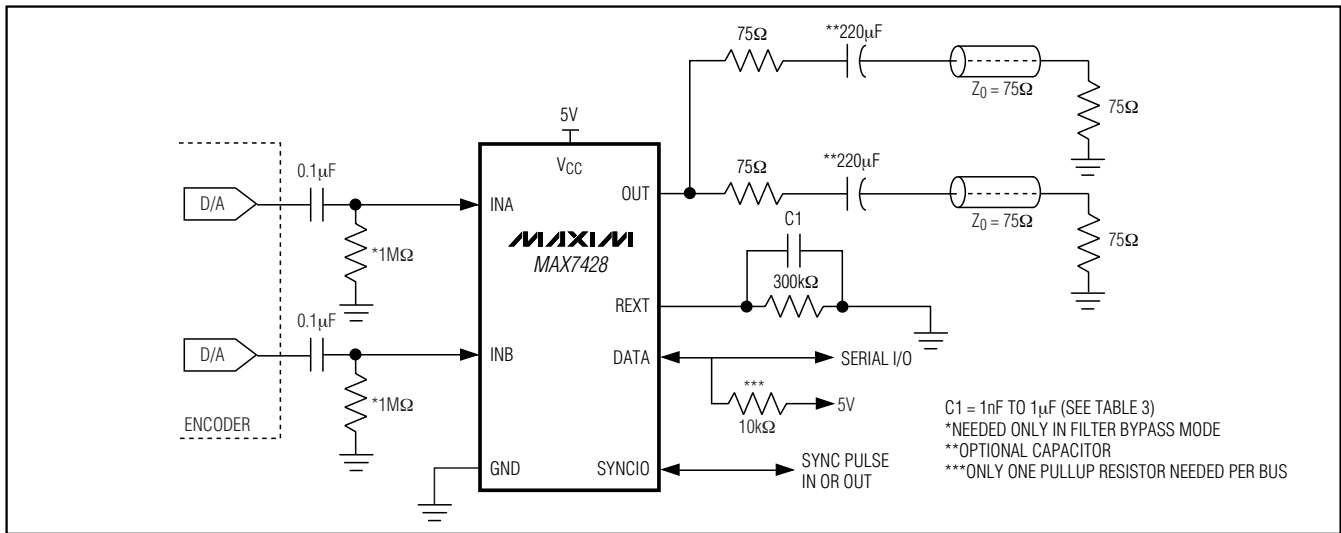 75Ω
**220µF
Z0 = 75Ω
75Ω
5V
VCC
75Ω
**220µF
Z0 = 75Ω
75Ω
ENCODER
D/A
0.1µF
*1MΩ
D/A
0.1µF
*1MΩ
INA
INB
GND
MAXIM
MAX7428
OUT
REXT
DATA
SYNCIO
C1
300kΩ
SERIAL I/O
***
10kΩ
5V
SYNC PULSE
IN OR OUT
C1 = 1nF TO 1µF (SEE TABLE 3)
*NEEDED ONLY IN FILTER BYPASS MODE
**OPTIONAL CAPACITOR
***ONLY ONE PULLUP RESISTOR NEEDED PER BUS